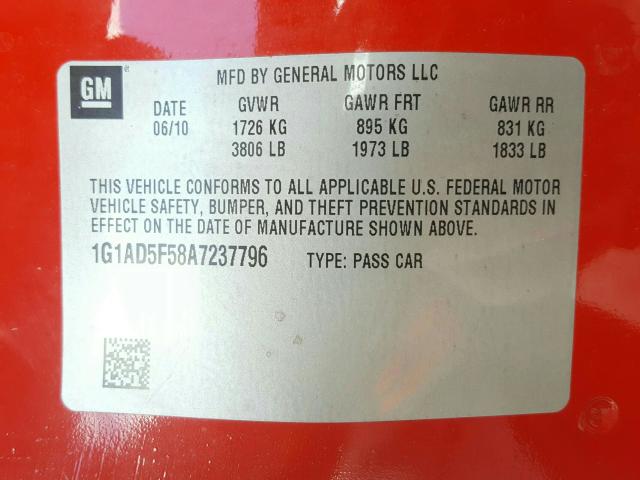 GM
MFD BY GENERAL MOTORS LLC
DATE GVWR GAWR FRT GAWR RR
06/10 1726 KG 895 KG 831 KG
3806 LB 1973 LB 1833 LB
THIS VEHICLE CONFORMS TO ALL APPLICABLE U.S. FEDERAL MOTOR
VEHICLE SAFETY, BUMPER, AND THEFT PREVENTION STANDARDS IN
EFFECT ON THE DATE OF MANUFACTURE SHOWN ABOVE.
1G1AD5F58A7237796 TYPE: PASS CAR